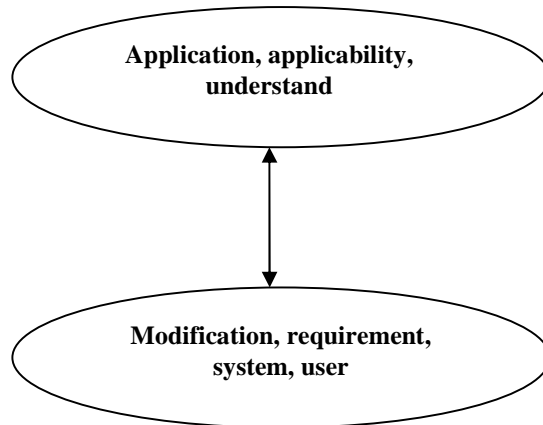 Application, applicability,
understand
Modification, requirement,
system, user